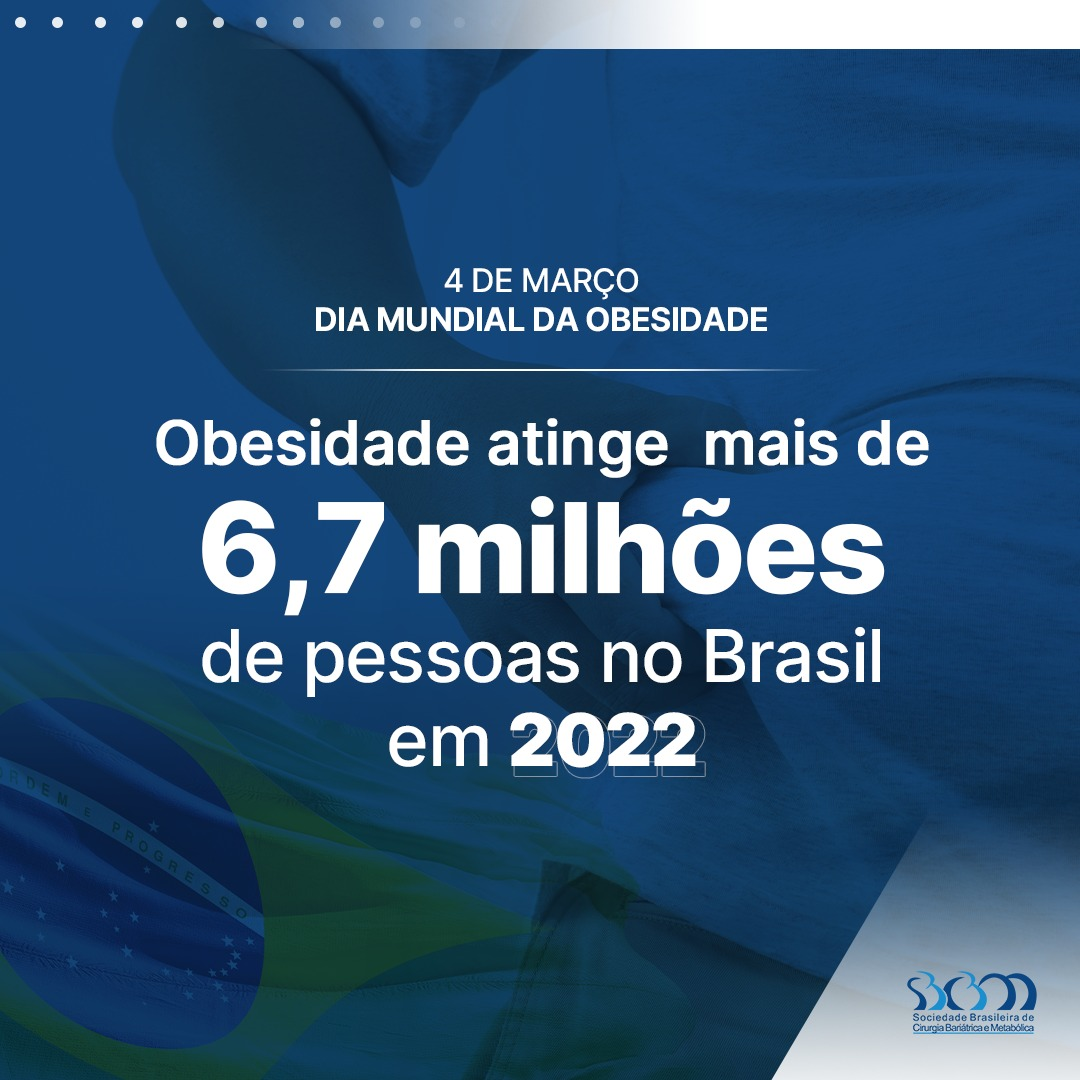 4 DE MARÇO
DIA MUNDIAL DA OBESIDADE
Obesidade atinge mais de
6,7 milhões
de pessoas no Brasil
em 2022
ORDEM E PROGRESSO
SBCBM
Sociedade Brasileira de
Cirurgia Bariátrica e Metabólica